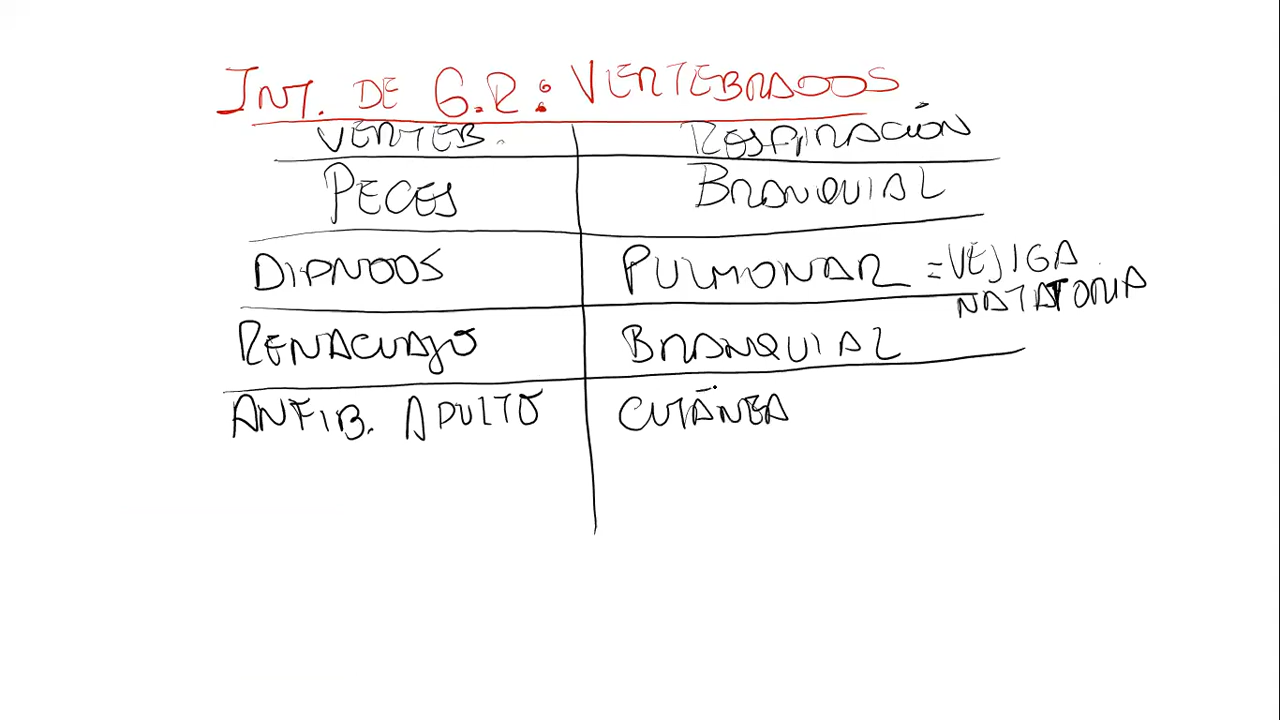 INT. DE G.R: VERTEBRADOS
VERTEB. RESPIRACIÓN
PECES BRANQUIAL
DIPNOOS PULMONAR = VEJIGA
NATATORIA
RENACUAJO BRANQUIAL
ANFIB. ADULTO CUTÁNEA